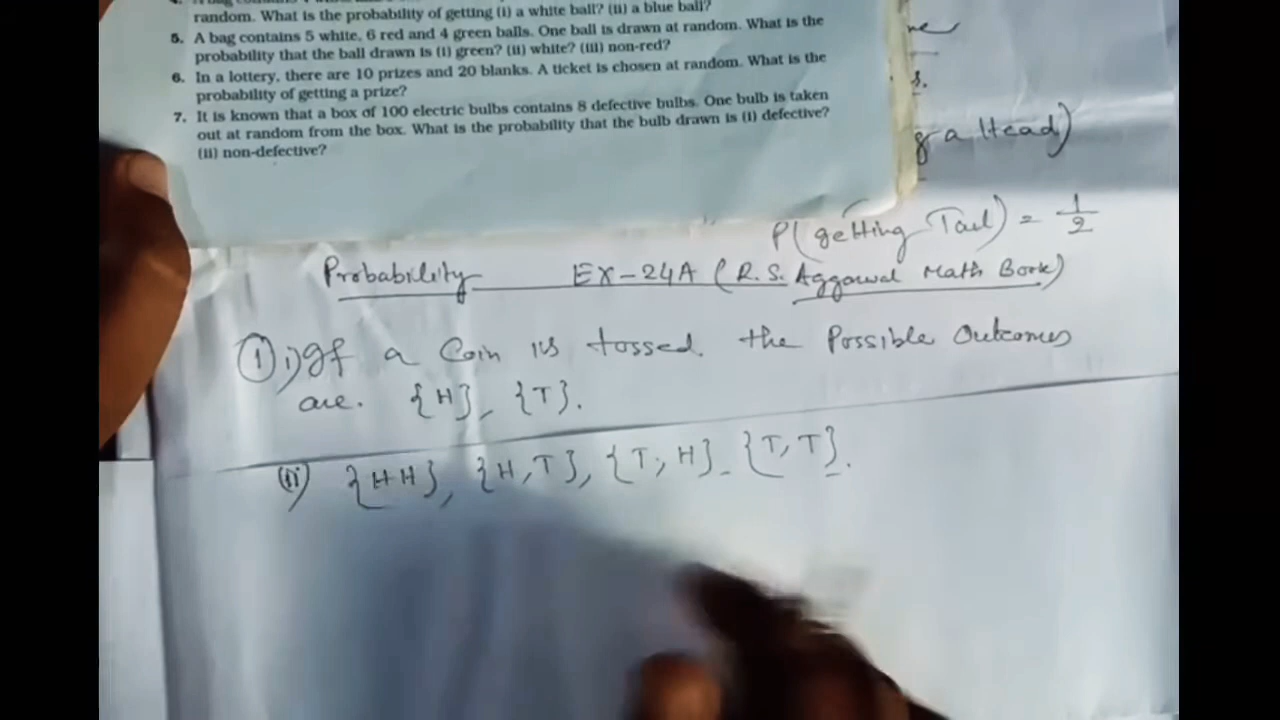 random. What is the probability of getting (i) a white ball? (ii) a blue ball?
5. A bag contains 5 white, 6 red and 4 green balls. One ball is drawn at random. What is the
probability that the ball drawn is (i) green? (ii) white? (iii) non-red?
6. In a lottery, there are 10 prizes and 20 blanks. A ticket is chosen at random. What is the
probability of getting a prize?
7. It is known that a box of 100 electric bulbs contains 8 defective bulbs. One bulb is taken
out at random from the box. What is the probability that the bulb drawn is (i) defective?
(ii) non-defective?
g a Head)
P(getting Tail) = 1/2
Probability EX-24A (R.S. Aggarwal Math Book)
① i) If a Coin is tossed. the Possible Outcomes
are. {H}, {T}.
(ii) {HH}, {H,T}, {T,H}, {T,T}.